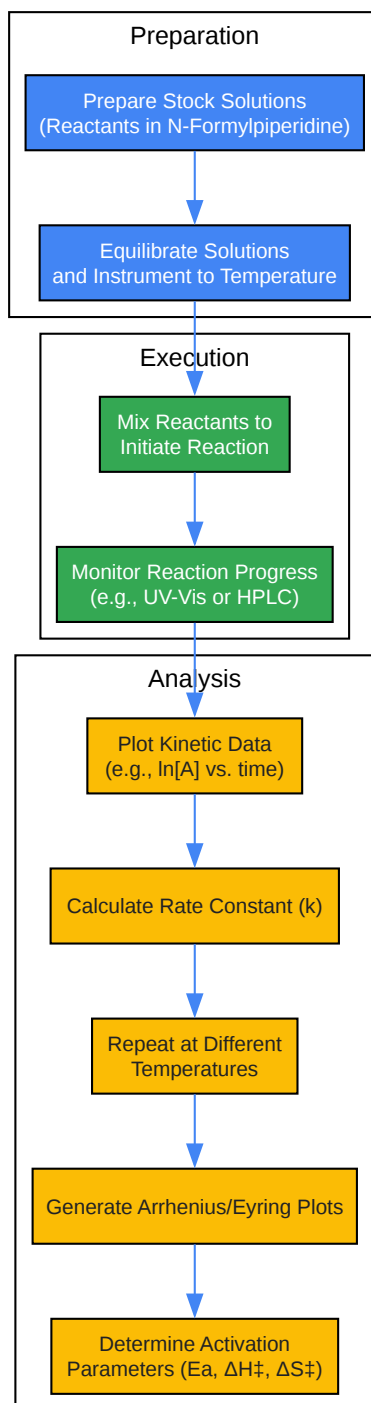 Preparation
Prepare Stock Solutions
(Reactants in N-Formylpiperidine)
Equilibrate Solutions
and Instrument to Temperature
Execution
Mix Reactants to
Initiate Reaction
Monitor Reaction Progress
(e.g., UV-Vis or HPLC)
Analysis
Plot Kinetic Data
(e.g., ln[A] vs. time)
Calculate Rate Constant (k)
Repeat at Different
Temperatures
Generate Arrhenius/Eyring Plots
Determine Activation
Parameters (Ea, ΔH‡, ΔS‡)